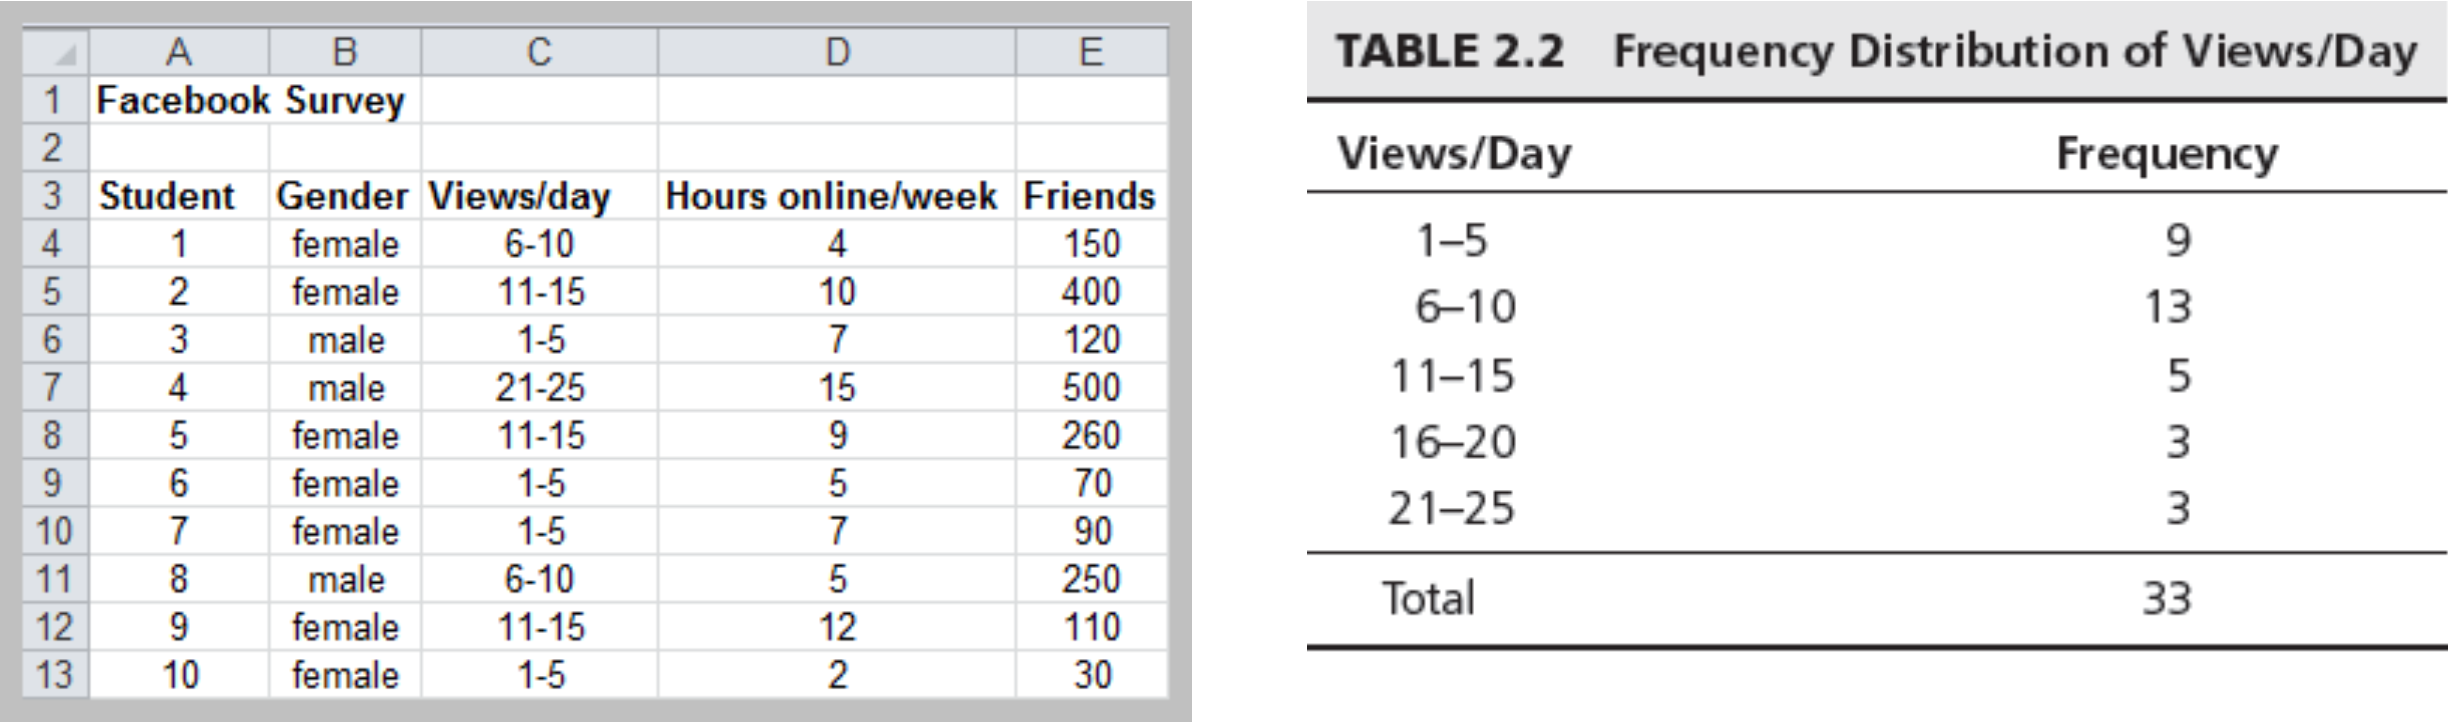 A B C D E
1 Facebook Survey
2
3 Student Gender Views/day Hours online/week Friends
4 1 female 6-10 4 150
5 2 female 11-15 10 400
6 3 male 1-5 7 120
7 4 male 21-25 15 500
8 5 female 11-15 9 260
9 6 female 1-5 5 70
10 7 female 1-5 7 90
11 8 male 6-10 5 250
12 9 female 11-15 12 110
13 10 female 1-5 2 30
TABLE 2.2 Frequency Distribution of Views/Day
Views/Day Frequency
1–5 9
6–10 13
11–15 5
16–20 3
21–25 3
Total 33